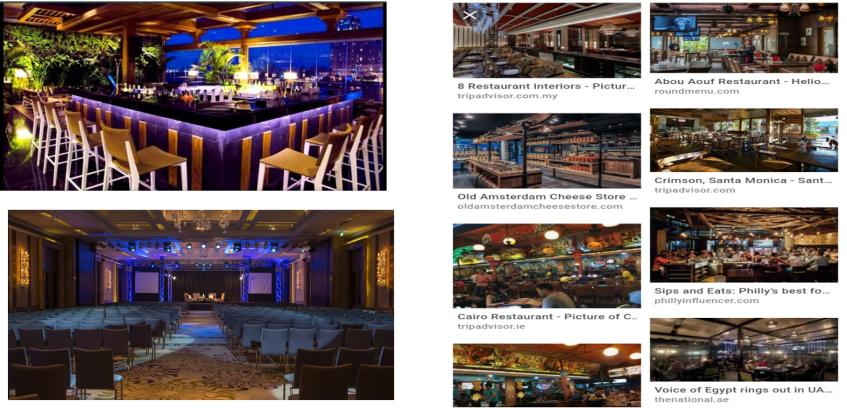 8 Restaurant interiors - Pictur...
tripadvisor.com.my
Old Amsterdam Cheese Store ...
oldamsterdamcheesestore.com
Cairo Restaurant - Picture of C..
tripadvisor.ie
Abou Aouf Restaurant - Helio...
roundmenu.com
Crimson, Santa Monica - Sant...
tripadvisor.com
Sips and Eats: Philly's best fo...
phillyinfluencer.com
Voice of Egypt rings out in UA...
thenational.ae